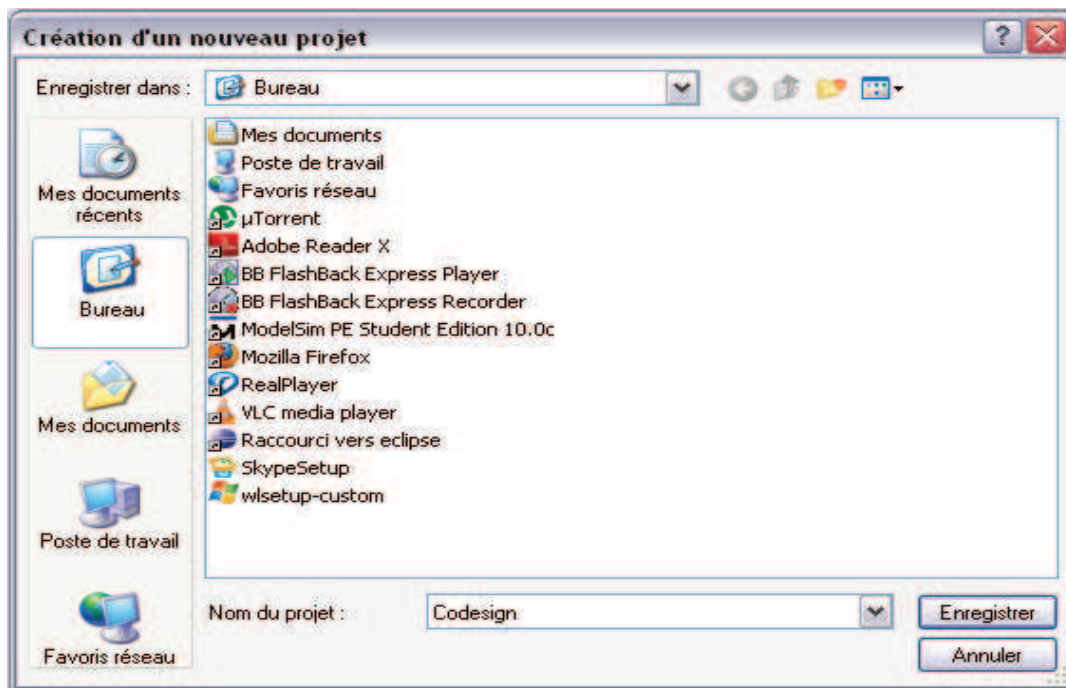 Création d'un nouveau projet
Enregistrer dans :
Bureau
Mes documents récents
Bureau
Mes documents
Poste de travail
Favoris réseau
Mes documents
Poste de travail
Favoris réseau
µTorrent
Adobe Reader X
BB FlashBack Express Player
BB FlashBack Express Recorder
ModelSim PE Student Edition 10.0c
Mozilla Firefox
RealPlayer
VLC media player
Raccourci vers eclipse
SkypeSetup
wlsetup-custom
Nom du projet :
Codesign
Enregistrer
Annuler